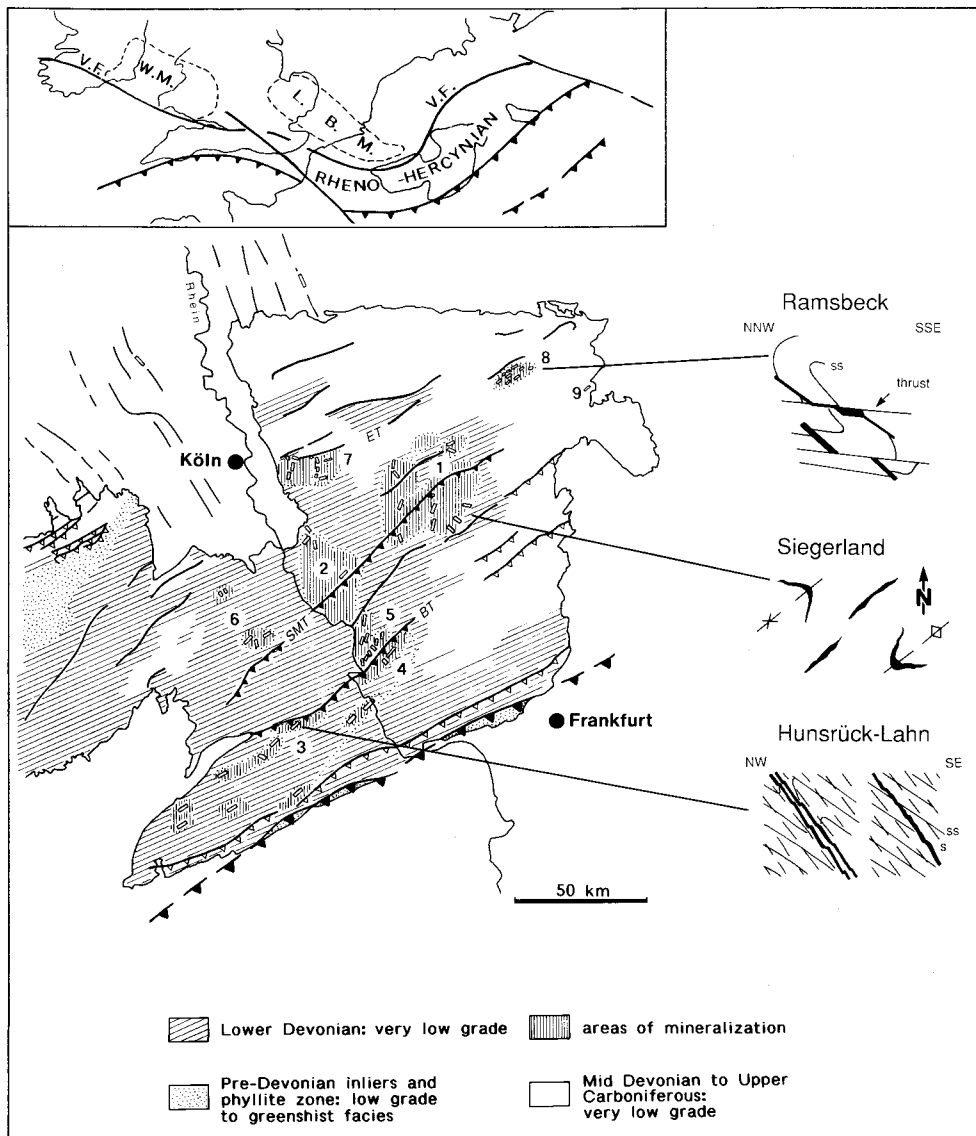 V.F.
W.M.
L.
B.
M.
V.F.
RHENO
-HERCYNIAN
Rhein
Ramsbeck
NNW
SSE
ss
thrust
8
9
ET
Köln
7
1
Siegerland
N
2
6
SMT
5
BT
4
Frankfurt
3
Hunsrück-Lahn
NW
SE
ss
s
50 km
Lower Devonian: very low grade
areas of mineralization
Pre-Devonian inliers and
phyllite zone: low grade
to greenshist facies
Mid Devonian to Upper
Carboniferous:
very low grade